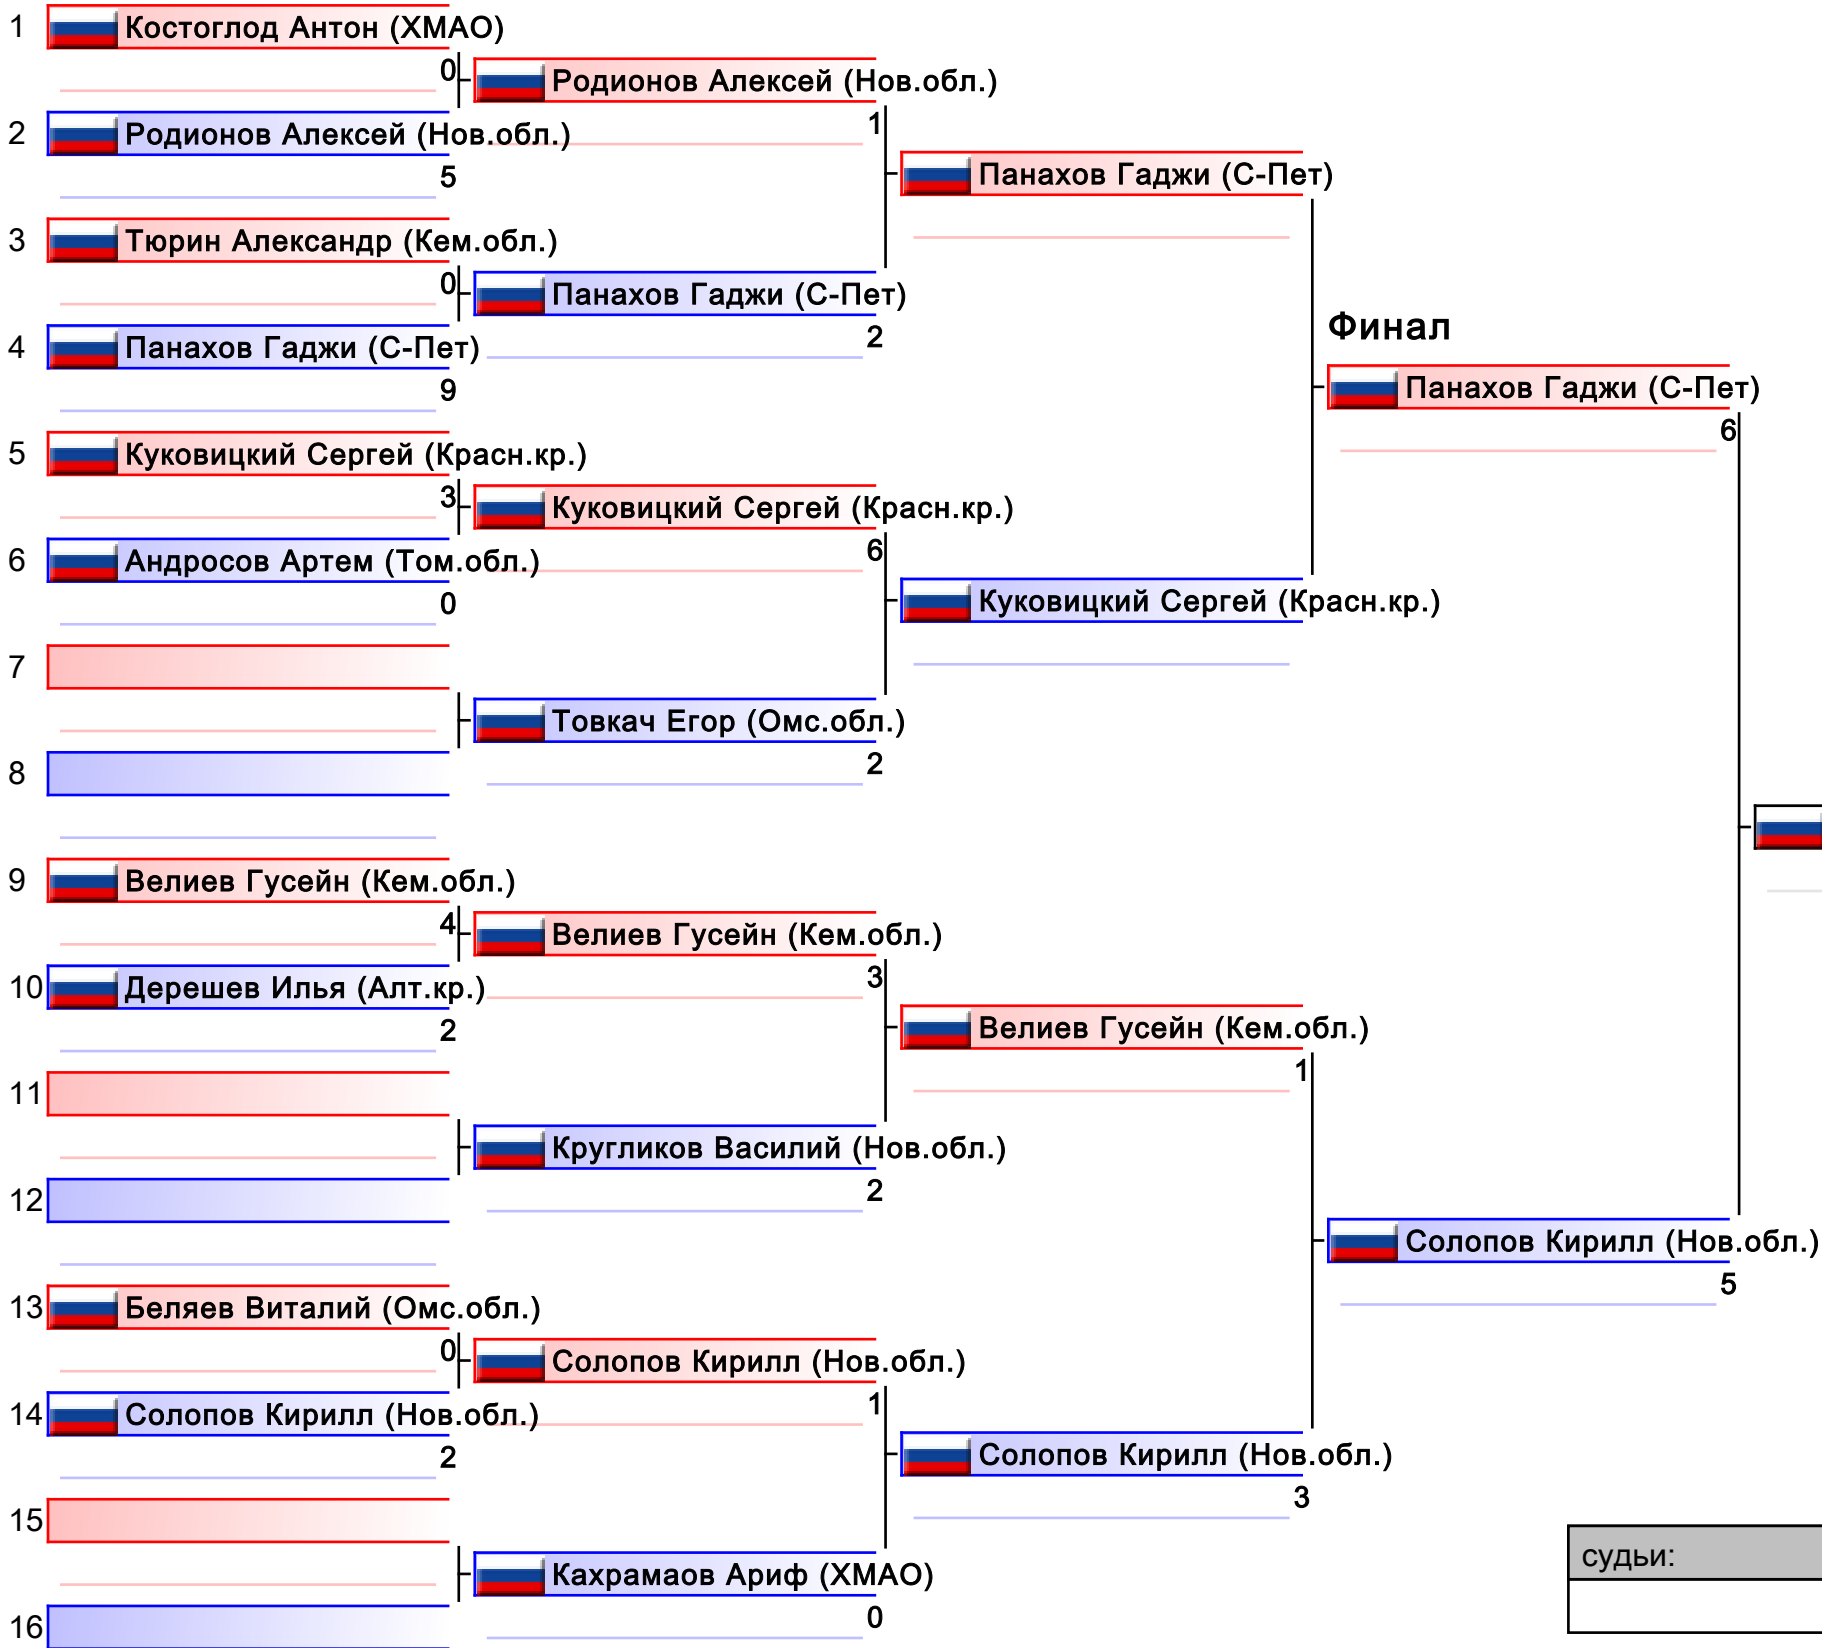 1 Костоглод Антон (ХМАО)
0
Родионов Алексей (Нов.обл.)
1
2 Родионов Алексей (Нов.обл.)
5
Панахов Гаджи (С-Пет)
3 Тюрин Александр (Кем.обл.)
0
Панахов Гаджи (С-Пет)
2
4 Панахов Гаджи (С-Пет)
9
Финал
Панахов Гаджи (С-Пет)
6
5 Куковицкий Сергей (Красн.кр.)
3
Куковицкий Сергей (Красн.кр.)
6
6 Андросов Артем (Том.обл.)
0
Куковицкий Сергей (Красн.кр.)
7
Товкач Егор (Омс.обл.)
2
8
9 Велиев Гусейн (Кем.обл.)
4
Велиев Гусейн (Кем.обл.)
3
10 Дерешев Илья (Алт.кр.)
2
Велиев Гусейн (Кем.обл.)
1
11
Кругликов Василий (Нов.обл.)
2
12
Солопов Кирилл (Нов.обл.)
5
13 Беляев Виталий (Омс.обл.)
0
Солопов Кирилл (Нов.обл.)
1
14 Солопов Кирилл (Нов.обл.)
2
Солопов Кирилл (Нов.обл.)
3
15
Кахрамаов Ариф (ХМАО)
0
16
судьи: